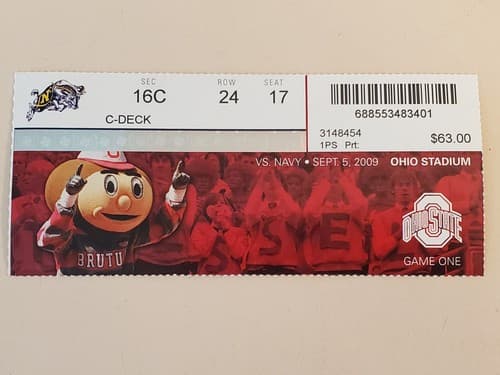 SEC ROW SEAT
16C 24 17
C-DECK
688553483401
3148454
1PS Prt:
$63.00
VS. NAVY • SEPT. 5, 2009 OHIO STADIUM
BRUTU
OHIO STATE
GAME ONE